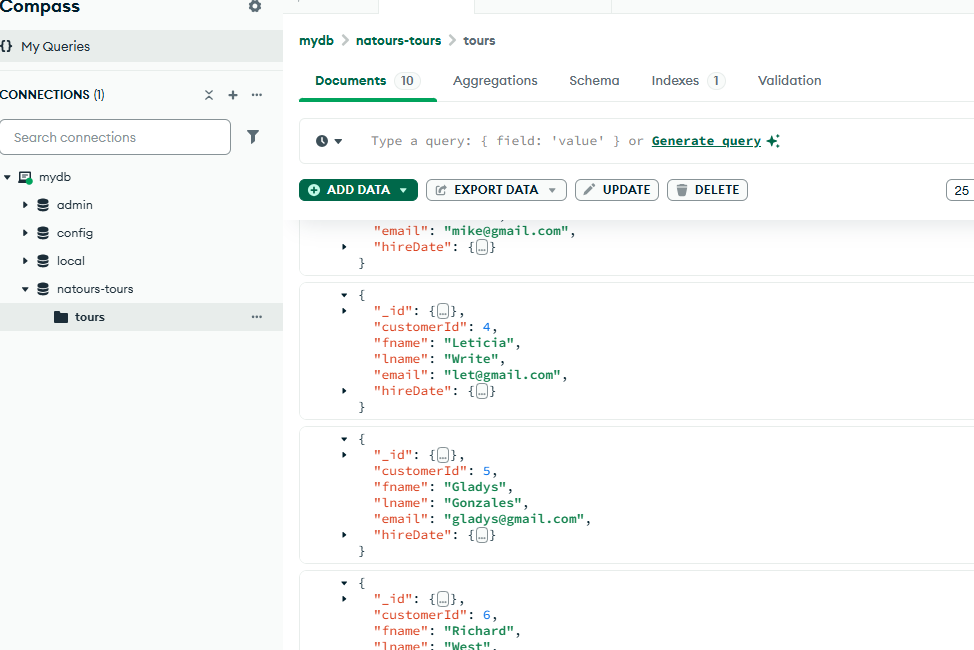 Compass
{} My Queries
CONNECTIONS (1)
Search connections
mydb
admin
config
local
natours-tours
tours
mydb > natours-tours > tours
Documents 10 Aggregations Schema Indexes 1 Validation
Type a query: { field: 'value' } or Generate query
ADD DATA EXPORT DATA UPDATE DELETE 25
"email": "mike@gmail.com",
"hireDate": {…}
}
{
"_id": {…},
"customerId": 4,
"fname": "Leticia",
"lname": "Write",
"email": "let@gmail.com",
"hireDate": {…}
}
{
"_id": {…},
"customerId": 5,
"fname": "Gladys",
"lname": "Gonzales",
"email": "gladys@gmail.com",
"hireDate": {…}
}
{
"_id": {…},
"customerId": 6,
"fname": "Richard",
"lname": "West",